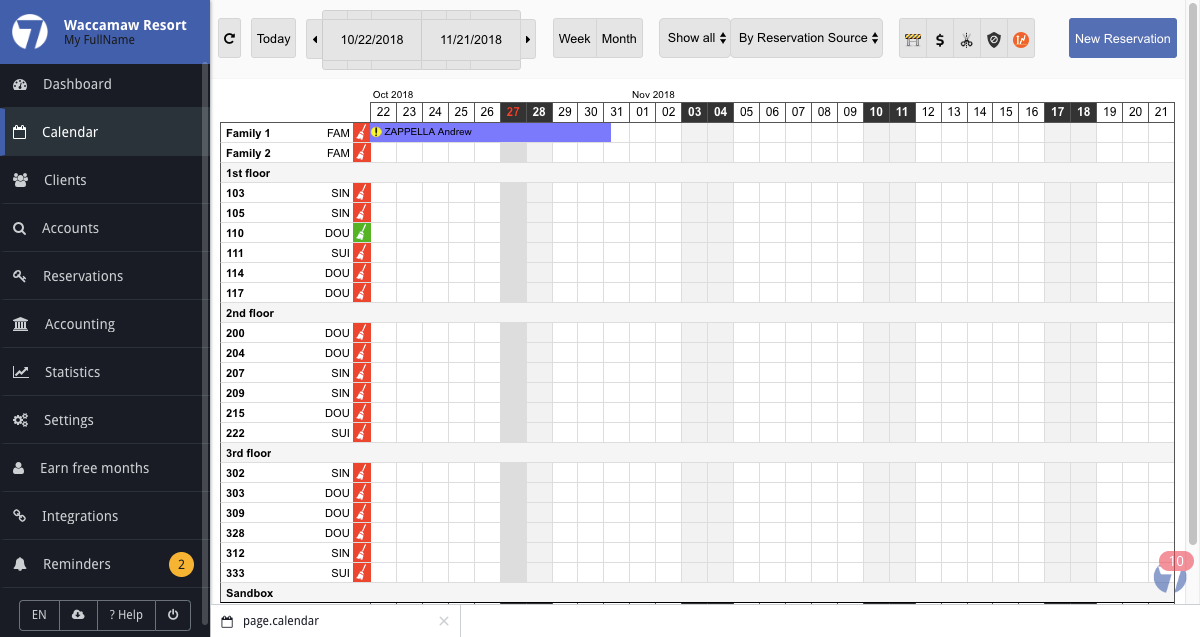 Waccamaw Resort
My FullName
Dashboard
Calendar
Clients
Accounts
Reservations
Accounting
Statistics
Settings
Earn free months
Integrations
Reminders 2
EN ? Help
Today 10/22/2018 11/21/2018 Week Month Show all By Reservation Source $ New Reservation
Oct 2018 Nov 2018
22 23 24 25 26 27 28 29 30 31 01 02 03 04 05 06 07 08 09 10 11 12 13 14 15 16 17 18 19 20 21
Family 1 FAM ! ZAPPELLA Andrew
Family 2 FAM
1st floor
103 SIN
105 SIN
110 DOU
111 SUI
114 DOU
117 DOU
2nd floor
200 DOU
204 DOU
207 SIN
209 SIN
215 DOU
222 SUI
3rd floor
302 SIN
303 DOU
309 DOU
328 DOU
312 SIN
333 SUI
Sandbox
10
page.calendar